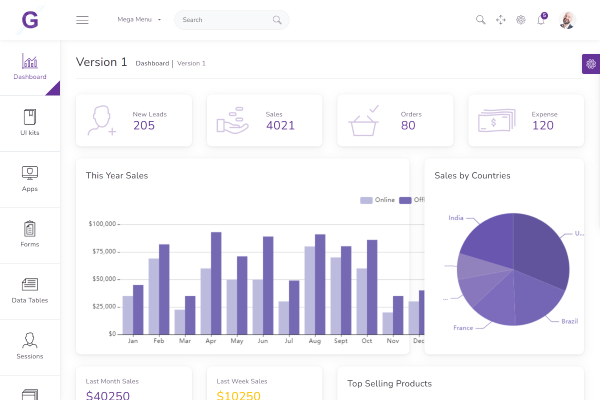 G
Mega Menu
Search
6
Dashboard
UI kits
Apps
Forms
Data Tables
Sessions
Version 1
Dashboard | Version 1
New Leads
205
Sales
4021
Orders
80
Expense
120
This Year Sales
Online
Offl
$100,000
$75,000
$50,000
$25,000
$0
Jan Feb Mar Apr May Jun Jul Aug Sept Oct Nov Dec
Sales by Countries
India
U...
France
Brazil
Last Month Sales
$40250
Last Week Sales
$10250
Top Selling Products